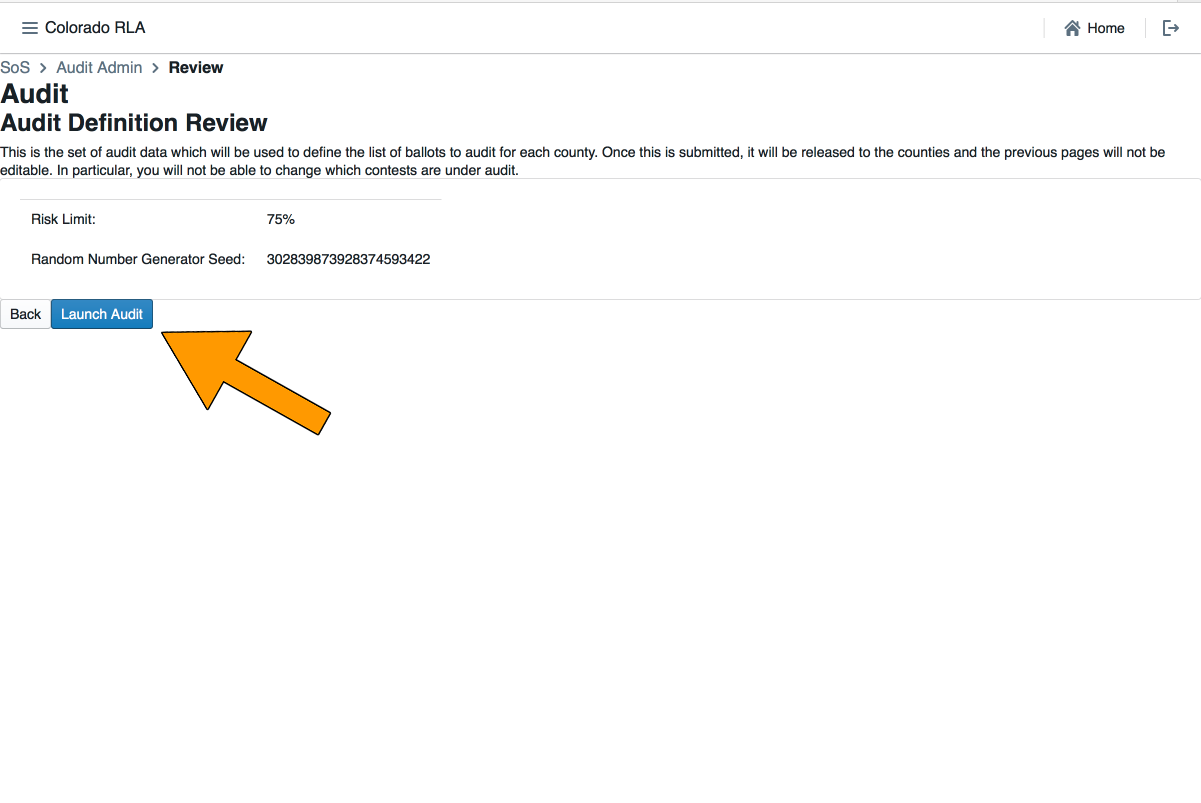 Colorado RLA
Home
SoS > Audit Admin > Review
Audit
Audit Definition Review
This is the set of audit data which will be used to define the list of ballots to audit for each county. Once this is submitted, it will be released to the counties and the previous pages will not be
editable. In particular, you will not be able to change which contests are under audit.
Risk Limit: 75%
Random Number Generator Seed: 302839873928374593422
Back Launch Audit